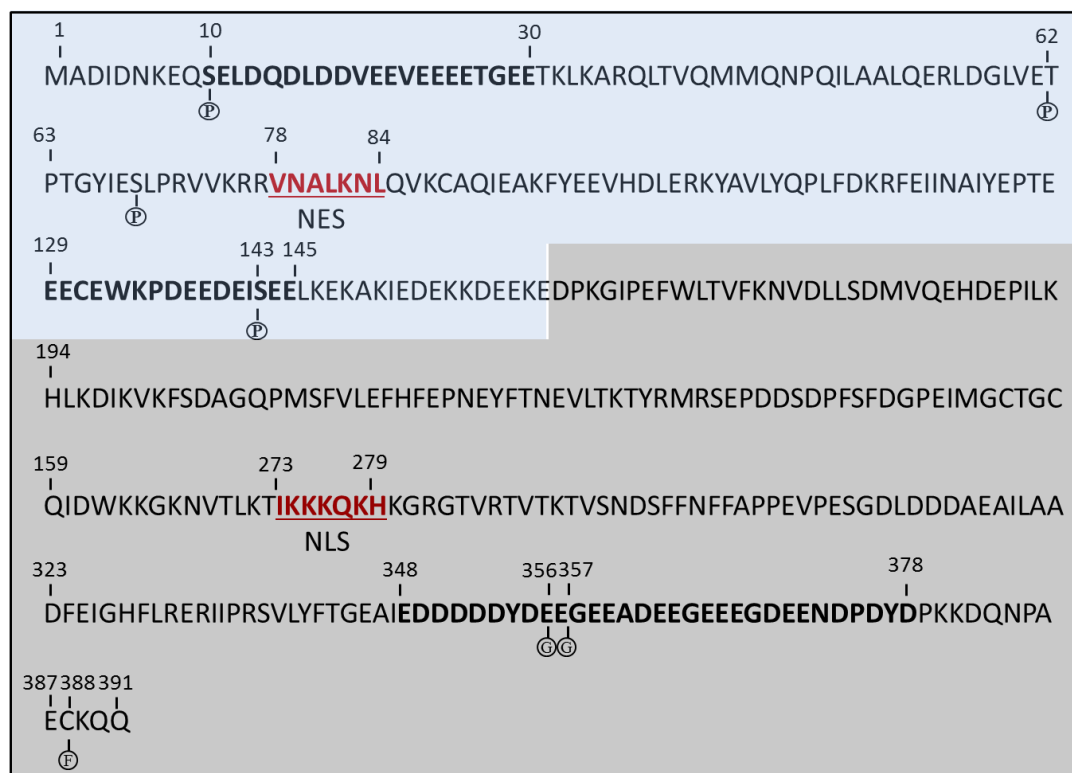 1 10 30 62
MADIDNKEQSELDQDLDDVEEVEEEETGEETKLKARQLTVQMMQNPQILAALQERLDGLVET
P P
63 78 84
PTGYIESLPRVVKRRVNALKNLQVKCAQIEAKFYEEVHDLERKYAVLYQPLFDKRFEIINAIYEPTE
P NES
129 143 145
EECEWKPDEEDEISEELKEKAKIEDEKKDEEKEDPKGIPEFWLTVFKNVDLLSDMVQEHDEPILK
P
194
HLKDIKVKFSDAGQPMSFVLEFHFEPNEYFTNEVLTKTYRMRSEPDDSDPFSFDGPEIMGCTGC
159 273 279
QIDWKKGKNVTLKTIKKKQKHKGRGTVRTVTKTVSNDSFFNFFAPPEVPESGDLDDDAEAILAA
NLS
323 348 356 357 378
DFEIGHFLRERIIPRSVLYFTGEAIEDDDDDYDEEGEEADEEGEEEGDEENDPDYDPKKDQNPA
G G
387 388 391
ECKQQ
F